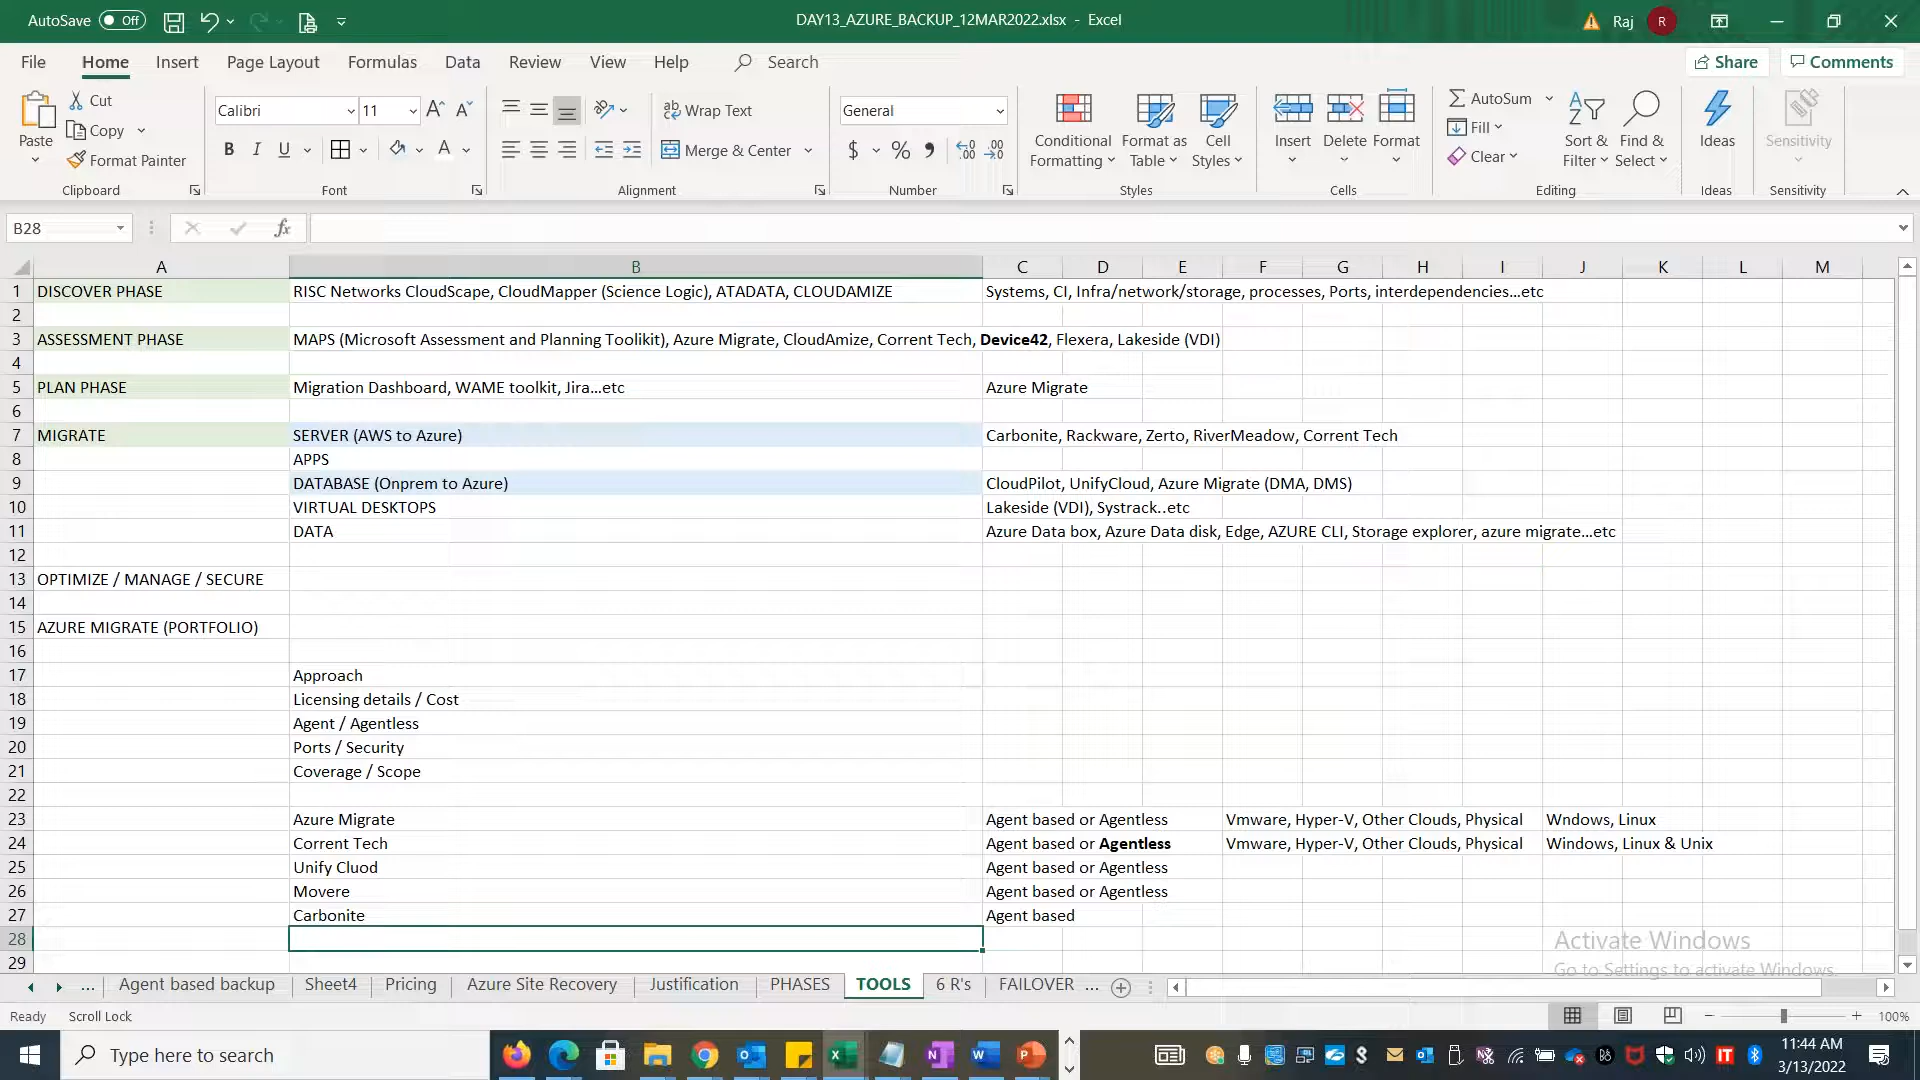 AutoSave Off DAY13_AZURE_BACKUP_12MAR2022.xlsx - Excel Raj R
File Home Insert Page Layout Formulas Data Review View Help Search Share Comments
Cut
Copy
Format Painter
Paste
Calibri 11
B I U
Wrap Text
Merge & Center
General
$ %
Conditional Formatting
Format as Table
Cell Styles
Insert Delete Format
AutoSum
Fill
Clear
Sort & Filter
Find & Select
Ideas
Sensitivity
Clipboard Font Alignment Number Styles Cells Editing Ideas Sensitivity
B28 fx
A B C D E F G H I J K L M
1 DISCOVER PHASE RISC Networks CloudScape, CloudMapper (Science Logic), ATADATA, CLOUDAMIZE Systems, CI, Infra/network/storage, processes, Ports, interdependencies...etc
2
3 ASSESSMENT PHASE MAPS (Microsoft Assessment and Planning Toolikit), Azure Migrate, CloudAmize, Corrent Tech, Device42, Flexera, Lakeside (VDI)
4
5 PLAN PHASE Migration Dashboard, WAME toolkit, Jira...etc Azure Migrate
6
7 MIGRATE SERVER (AWS to Azure) Carbonite, Rackware, Zerto, RiverMeadow, Corrent Tech
8 APPS
9 DATABASE (Onprem to Azure) CloudPilot, UnifyCloud, Azure Migrate (DMA, DMS)
10 VIRTUAL DESKTOPS Lakeside (VDI), Systrack..etc
11 DATA Azure Data box, Azure Data disk, Edge, AZURE CLI, Storage explorer, azure migrate...etc
12
13 OPTIMIZE / MANAGE / SECURE
14
15 AZURE MIGRATE (PORTFOLIO)
16
17 Approach
18 Licensing details / Cost
19 Agent / Agentless
20 Ports / Security
21 Coverage / Scope
22
23 Azure Migrate Agent based or Agentless Vmware, Hyper-V, Other Clouds, Physical Wndows, Linux
24 Corrent Tech Agent based or Agentless Vmware, Hyper-V, Other Clouds, Physical Windows, Linux & Unix
25 Unify Cluod Agent based or Agentless
26 Movere Agent based or Agentless
27 Carbonite Agent based
28
29
Activate Windows
Go to Settings to activate Windows.
... Agent based backup Sheet4 Pricing Azure Site Recovery Justification PHASES TOOLS 6 R's FAILOVER ...
Ready Scroll Lock 100%
Type here to search 11:44 AM
3/13/2022